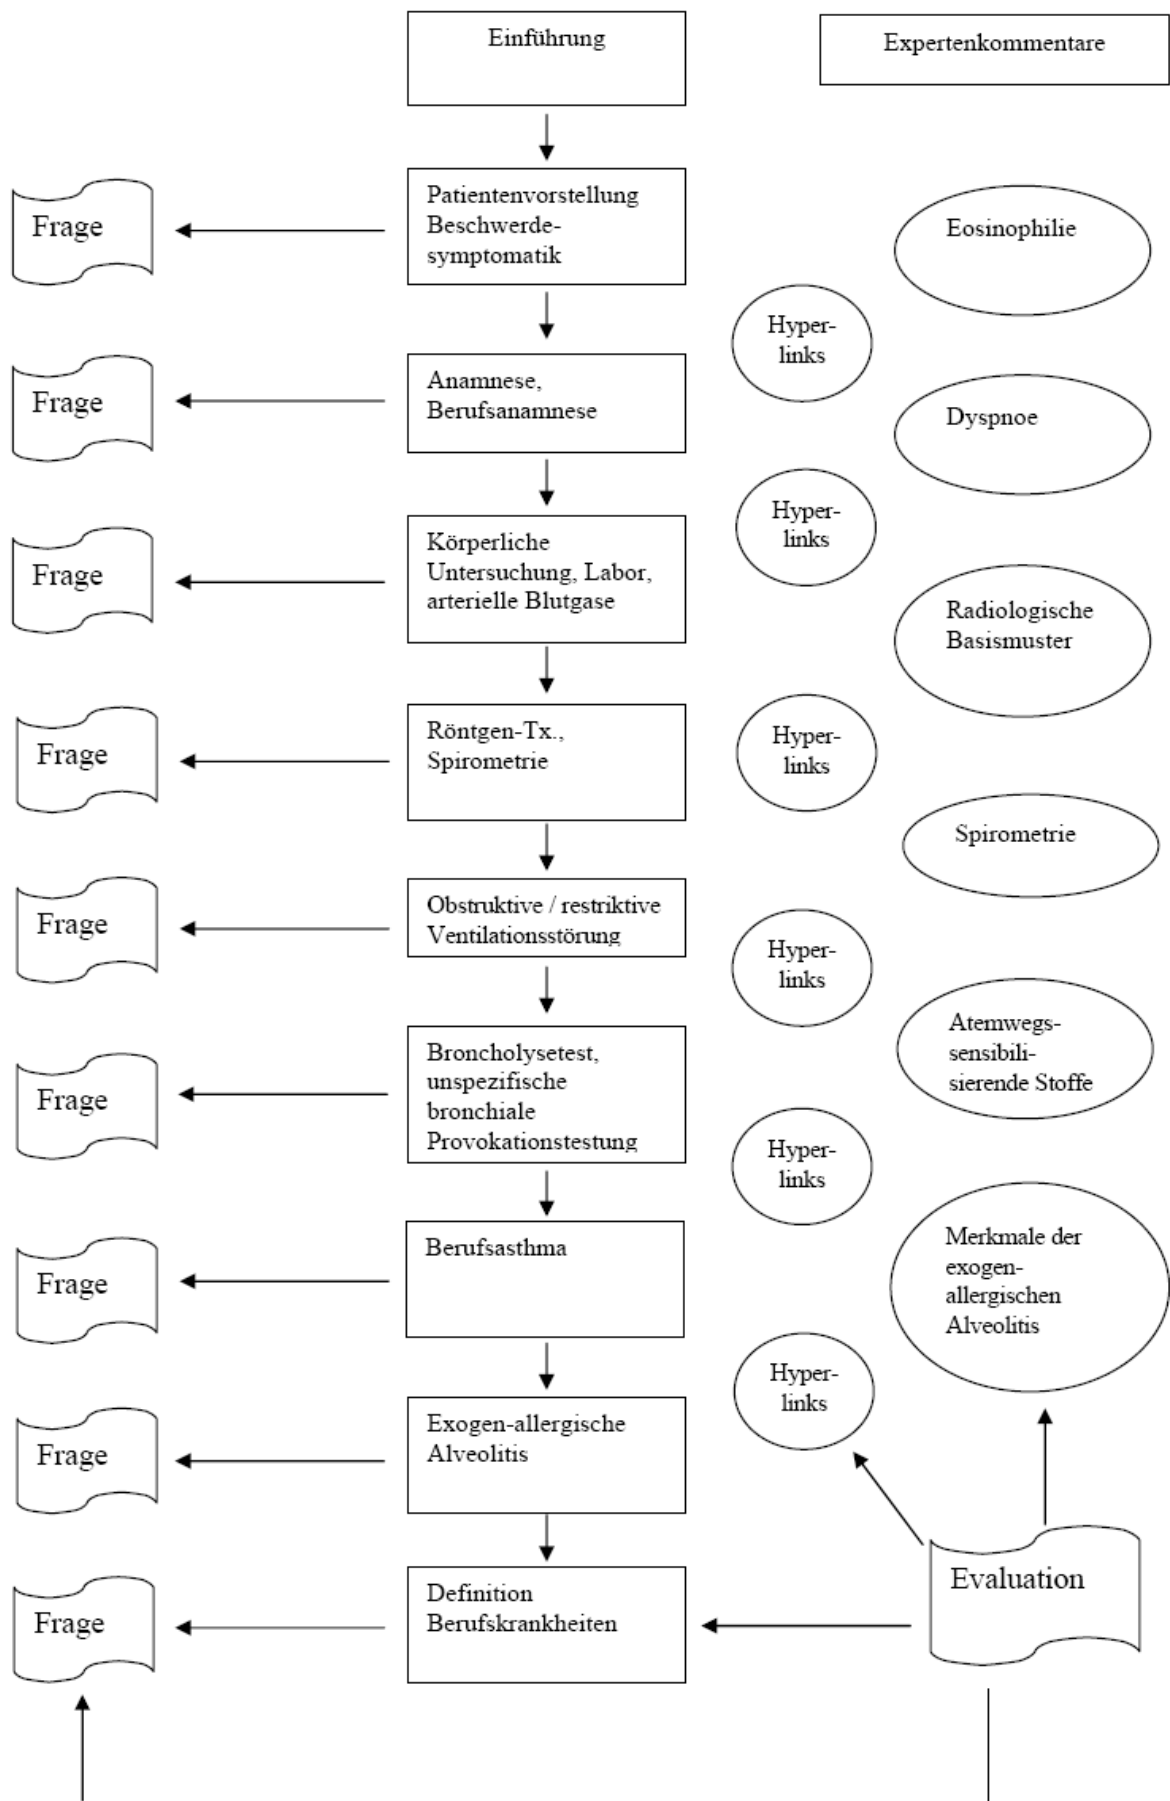 Einführung
Expertenkommentare
Patientenvorstellung
Beschwerde-
symptomatik
Frage
Eosinophilie
Hyper-
links
Anamnese,
Berufsanamnese
Frage
Dyspnoe
Hyper-
links
Körperliche
Untersuchung, Labor,
arterielle Blutgase
Frage
Radiologische
Basismuster
Röntgen-Tx.,
Spirometrie
Frage
Hyper-
links
Spirometrie
Obstruktive / restriktive
Ventilationsstörung
Frage
Hyper-
links
Atemwegs-
sensibili-
sierende Stoffe
Broncholysetest,
unspezifische
bronchiale
Provokationstestung
Frage
Hyper-
links
Berufsasthma
Frage
Merkmale der
exogen-
allergischen
Alveolitis
Hyper-
links
Exogen-allergische
Alveolitis
Frage
Evaluation
Definition
Berufskrankheiten
Frage